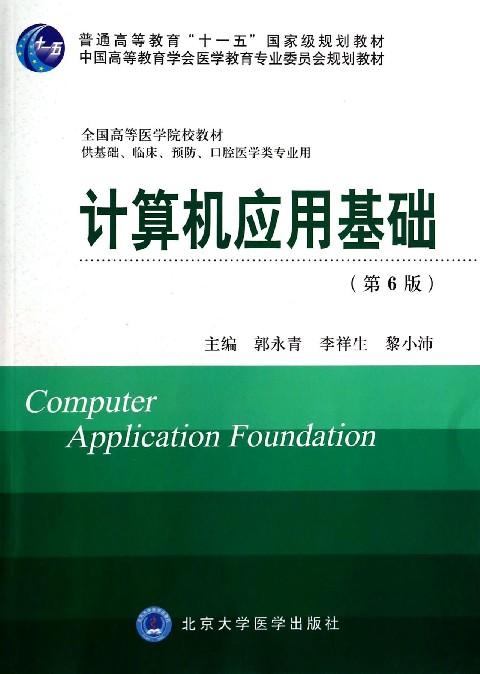 十一五
普通高等教育“十一五”国家级规划教材
中国高等教育学会医学教育专业委员会规划教材
全国高等医学院校教材
供基础、临床、预防、口腔医学类专业用
计算机应用基础
（第6版）
主编 郭永青 李祥生 黎小沛
Computer
Application Foundation
北京大学医学出版社